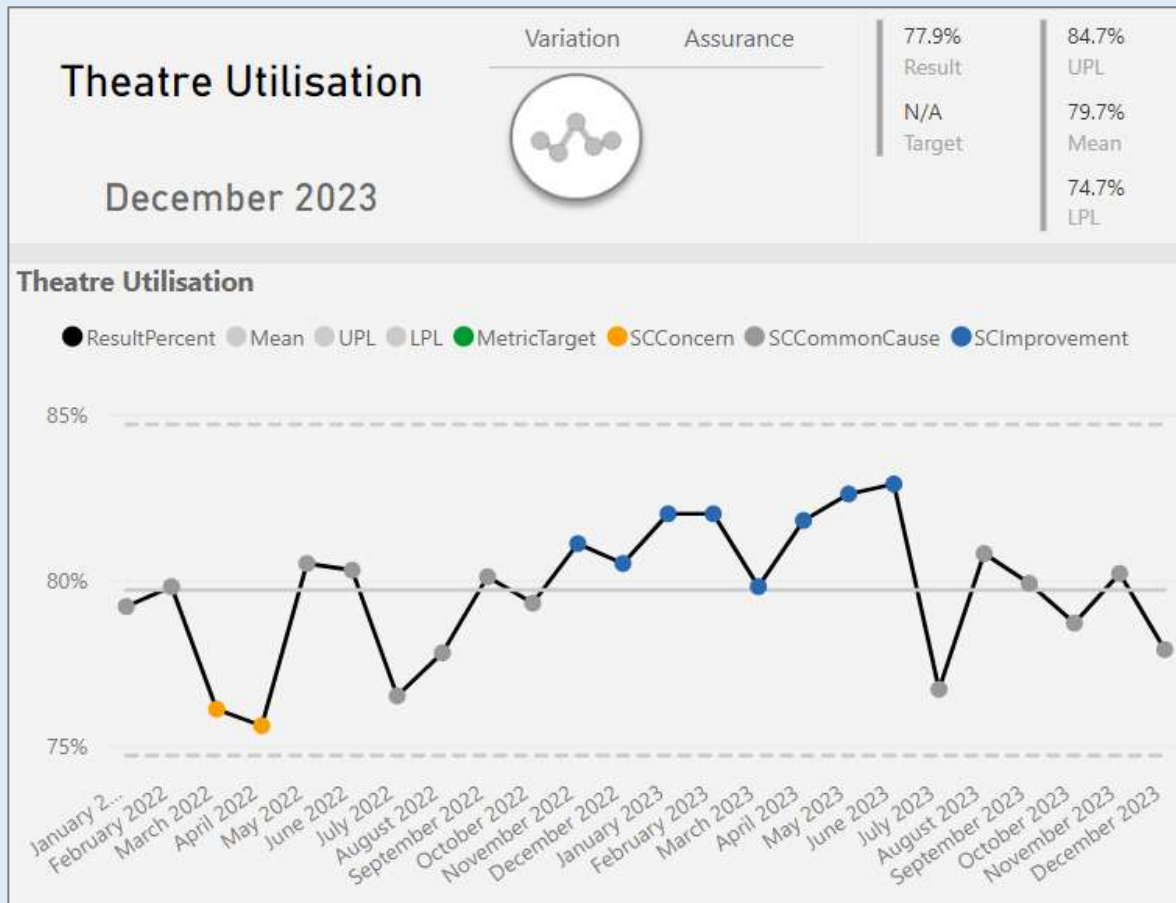 Theatre Utilisation
December 2023
Variation Assurance
77.9%
Result
N/A
Target
84.7%
UPL
79.7%
Mean
74.7%
LPL
Theatre Utilisation
ResultPercent Mean UPL LPL MetricTarget SCConcern SCCommonCause SCImprovement
85%
80%
75%
January 2...
February 2022
March 2022
April 2022
May 2022
June 2022
July 2022
August 2022
September 2022
October 2022
November 2022
December 2022
January 2023
February 2023
March 2023
April 2023
May 2023
June 2023
July 2023
August 2023
September 2023
October 2023
November 2023
December 2023